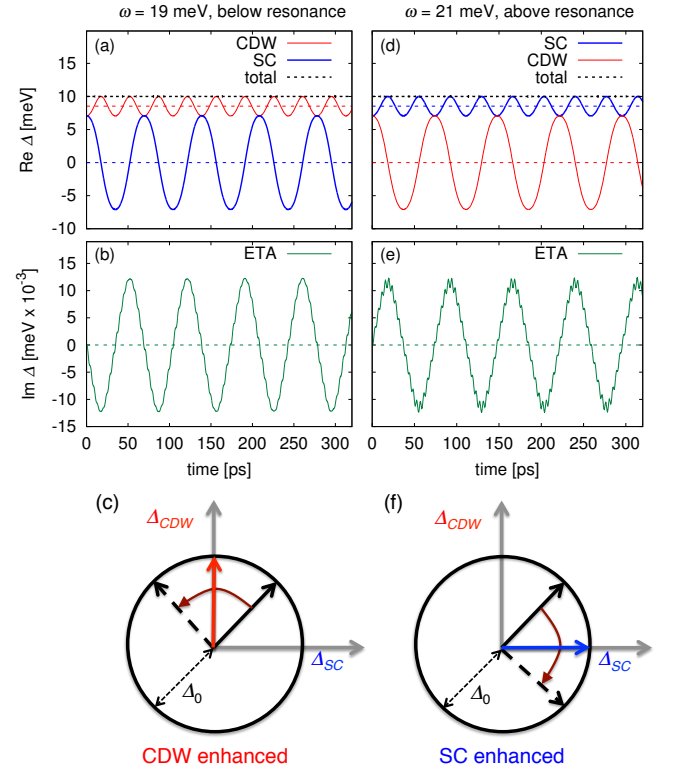 ω = 19 meV, below resonance
ω = 21 meV, above resonance
(a)
CDW
SC
total
Re Δ [meV]
15
10
5
0
-5
-10
(d)
SC
CDW
total
(b)
ETA
Im Δ [meV x 10⁻³]
15
10
5
0
-5
-10
-15
0 50 100 150 200 250 300
time [ps]
(e)
ETA
0 50 100 150 200 250 300
time [ps]
(c)
Δ_CDW
Δ_SC
Δ₀
CDW enhanced
(f)
Δ_CDW
Δ_SC
Δ₀
SC enhanced